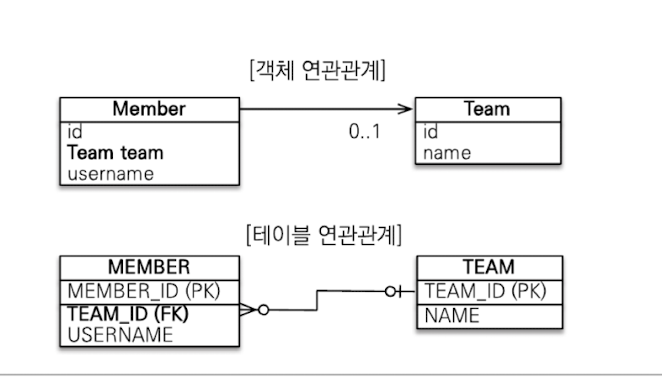 [객체 연관관계]
Member
id
Team team
username
0..1
Team
id
name
[테이블 연관관계]
MEMBER
MEMBER_ID (PK)
TEAM_ID (FK)
USERNAME
TEAM
TEAM_ID (PK)
NAME